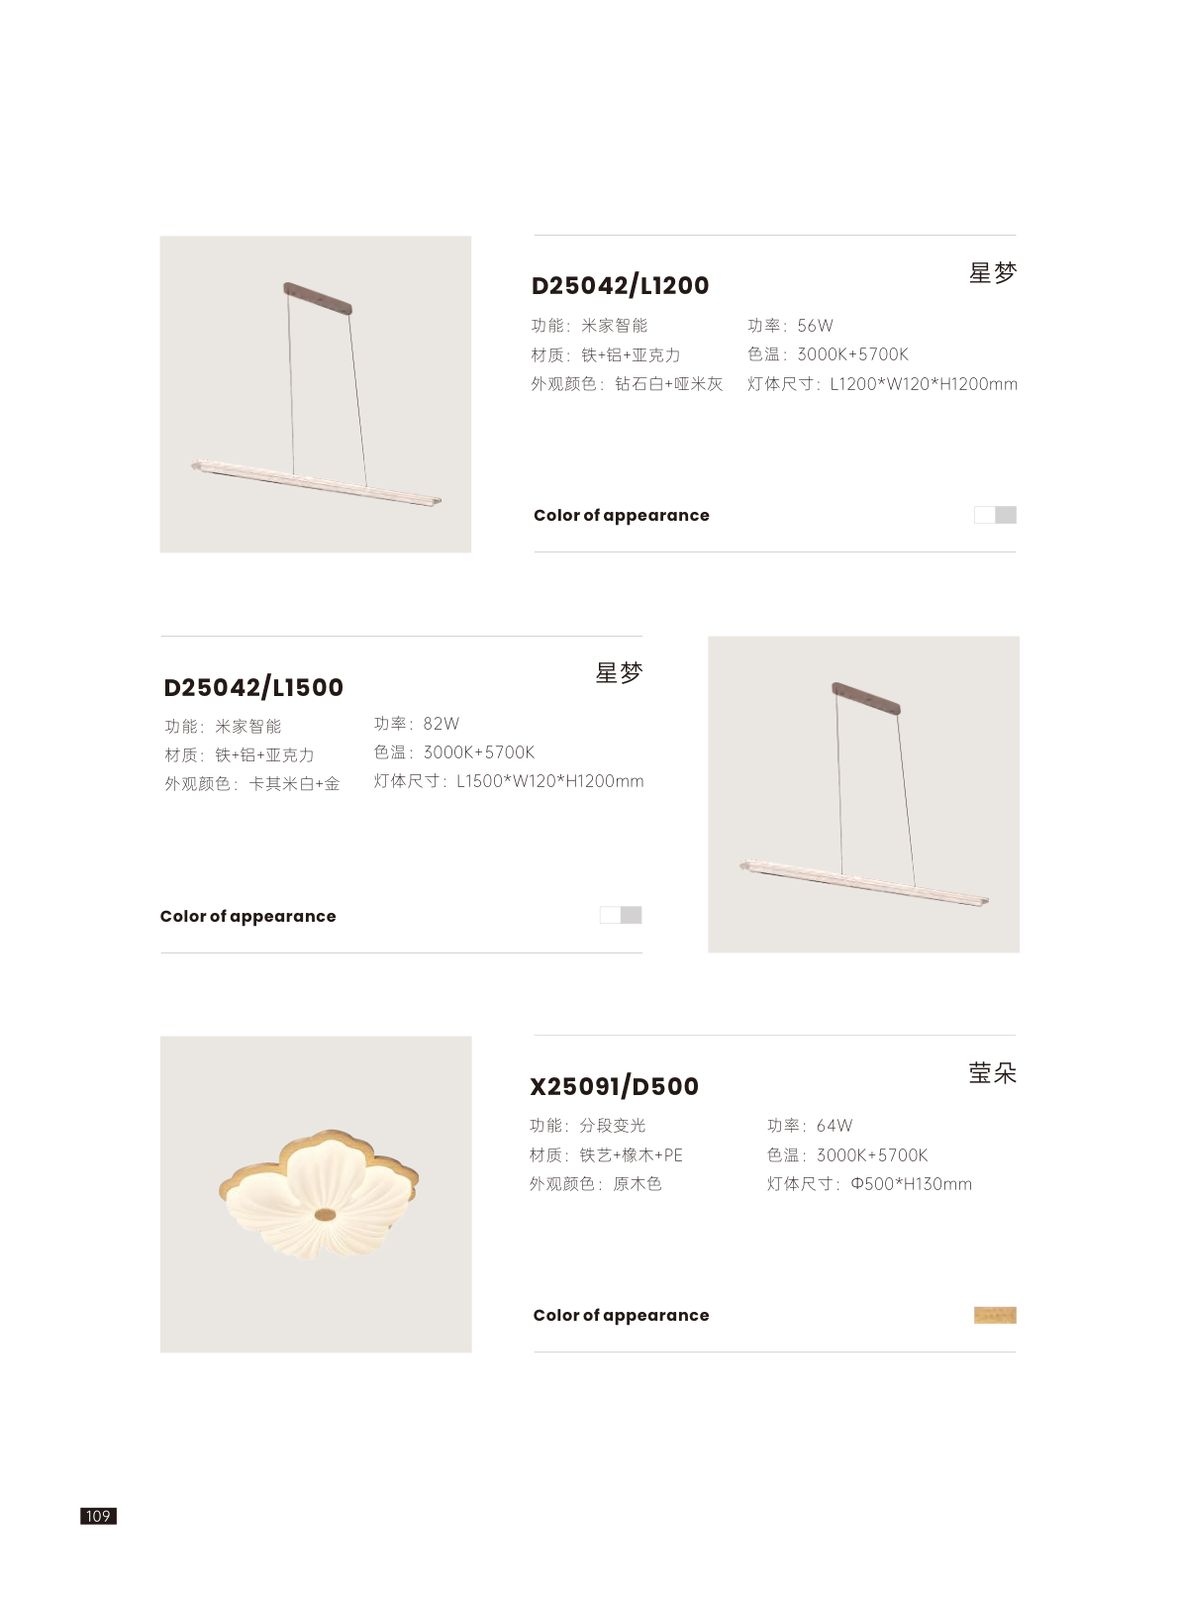 D25042/L1200
星梦
功能：米家智能
功率：56W
材质：铁+铝+亚克力
色温：3000K+5700K
外观颜色：钻石白+哑米灰
灯体尺寸：L1200*W120*H1200mm
Color of appearance
D25042/L1500
星梦
功能：米家智能
功率：82W
材质：铁+铝+亚克力
色温：3000K+5700K
外观颜色：卡其米白+金
灯体尺寸：L1500*W120*H1200mm
Color of appearance
X25091/D500
莹朵
功能：分段变光
功率：64W
材质：铁艺+橡木+PE
色温：3000K+5700K
外观颜色：原木色
灯体尺寸：Φ500*H130mm
Color of appearance
109